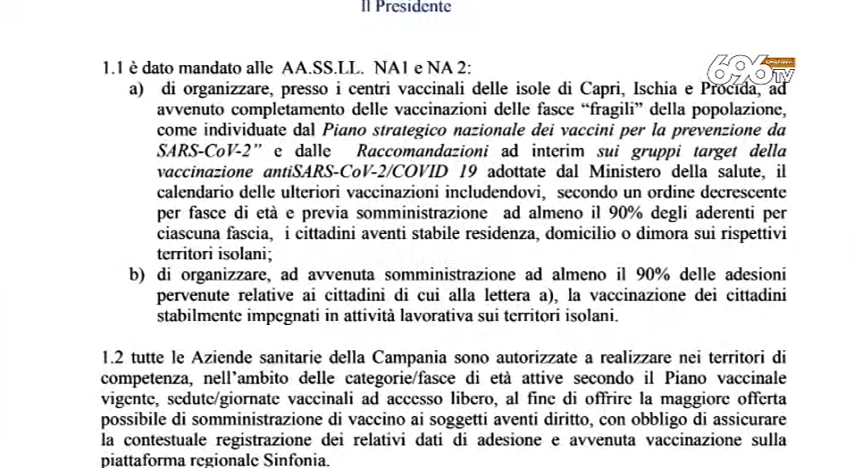 Il Presidente
1.1 è dato mandato alle AA.SS.LL. NA1 e NA 2:
696 TV
a) di organizzare, presso i centri vaccinali delle isole di Capri, Ischia e Procida, ad
avvenuto completamento delle vaccinazioni delle fasce “fragili” della popolazione,
come individuate dal Piano strategico nazionale dei vaccini per la prevenzione da
SARS-CoV-2” e dalle Raccomandazioni ad interim sui gruppi target della
vaccinazione antiSARS-CoV-2/COVID 19 adottate dal Ministero della salute, il
calendario delle ulteriori vaccinazioni includendovi, secondo un ordine decrescente
per fasce di età e previa somministrazione ad almeno il 90% degli aderenti per
ciascuna fascia, i cittadini aventi stabile residenza, domicilio o dimora sui rispettivi
territori isolani;
b) di organizzare, ad avvenuta somministrazione ad almeno il 90% delle adesioni
pervenute relative ai cittadini di cui alla lettera a), la vaccinazione dei cittadini
stabilmente impegnati in attività lavorativa sui territori isolani.
1.2 tutte le Aziende sanitarie della Campania sono autorizzate a realizzare nei territori di
competenza, nell’ambito delle categorie/fasce di età attive secondo il Piano vaccinale
vigente, sedute/giornate vaccinali ad accesso libero, al fine di offrire la maggiore offerta
possibile di somministrazione di vaccino ai soggetti aventi diritto, con obbligo di assicurare
la contestuale registrazione dei relativi dati di adesione e avvenuta vaccinazione sulla
piattaforma regionale Sinfonia.